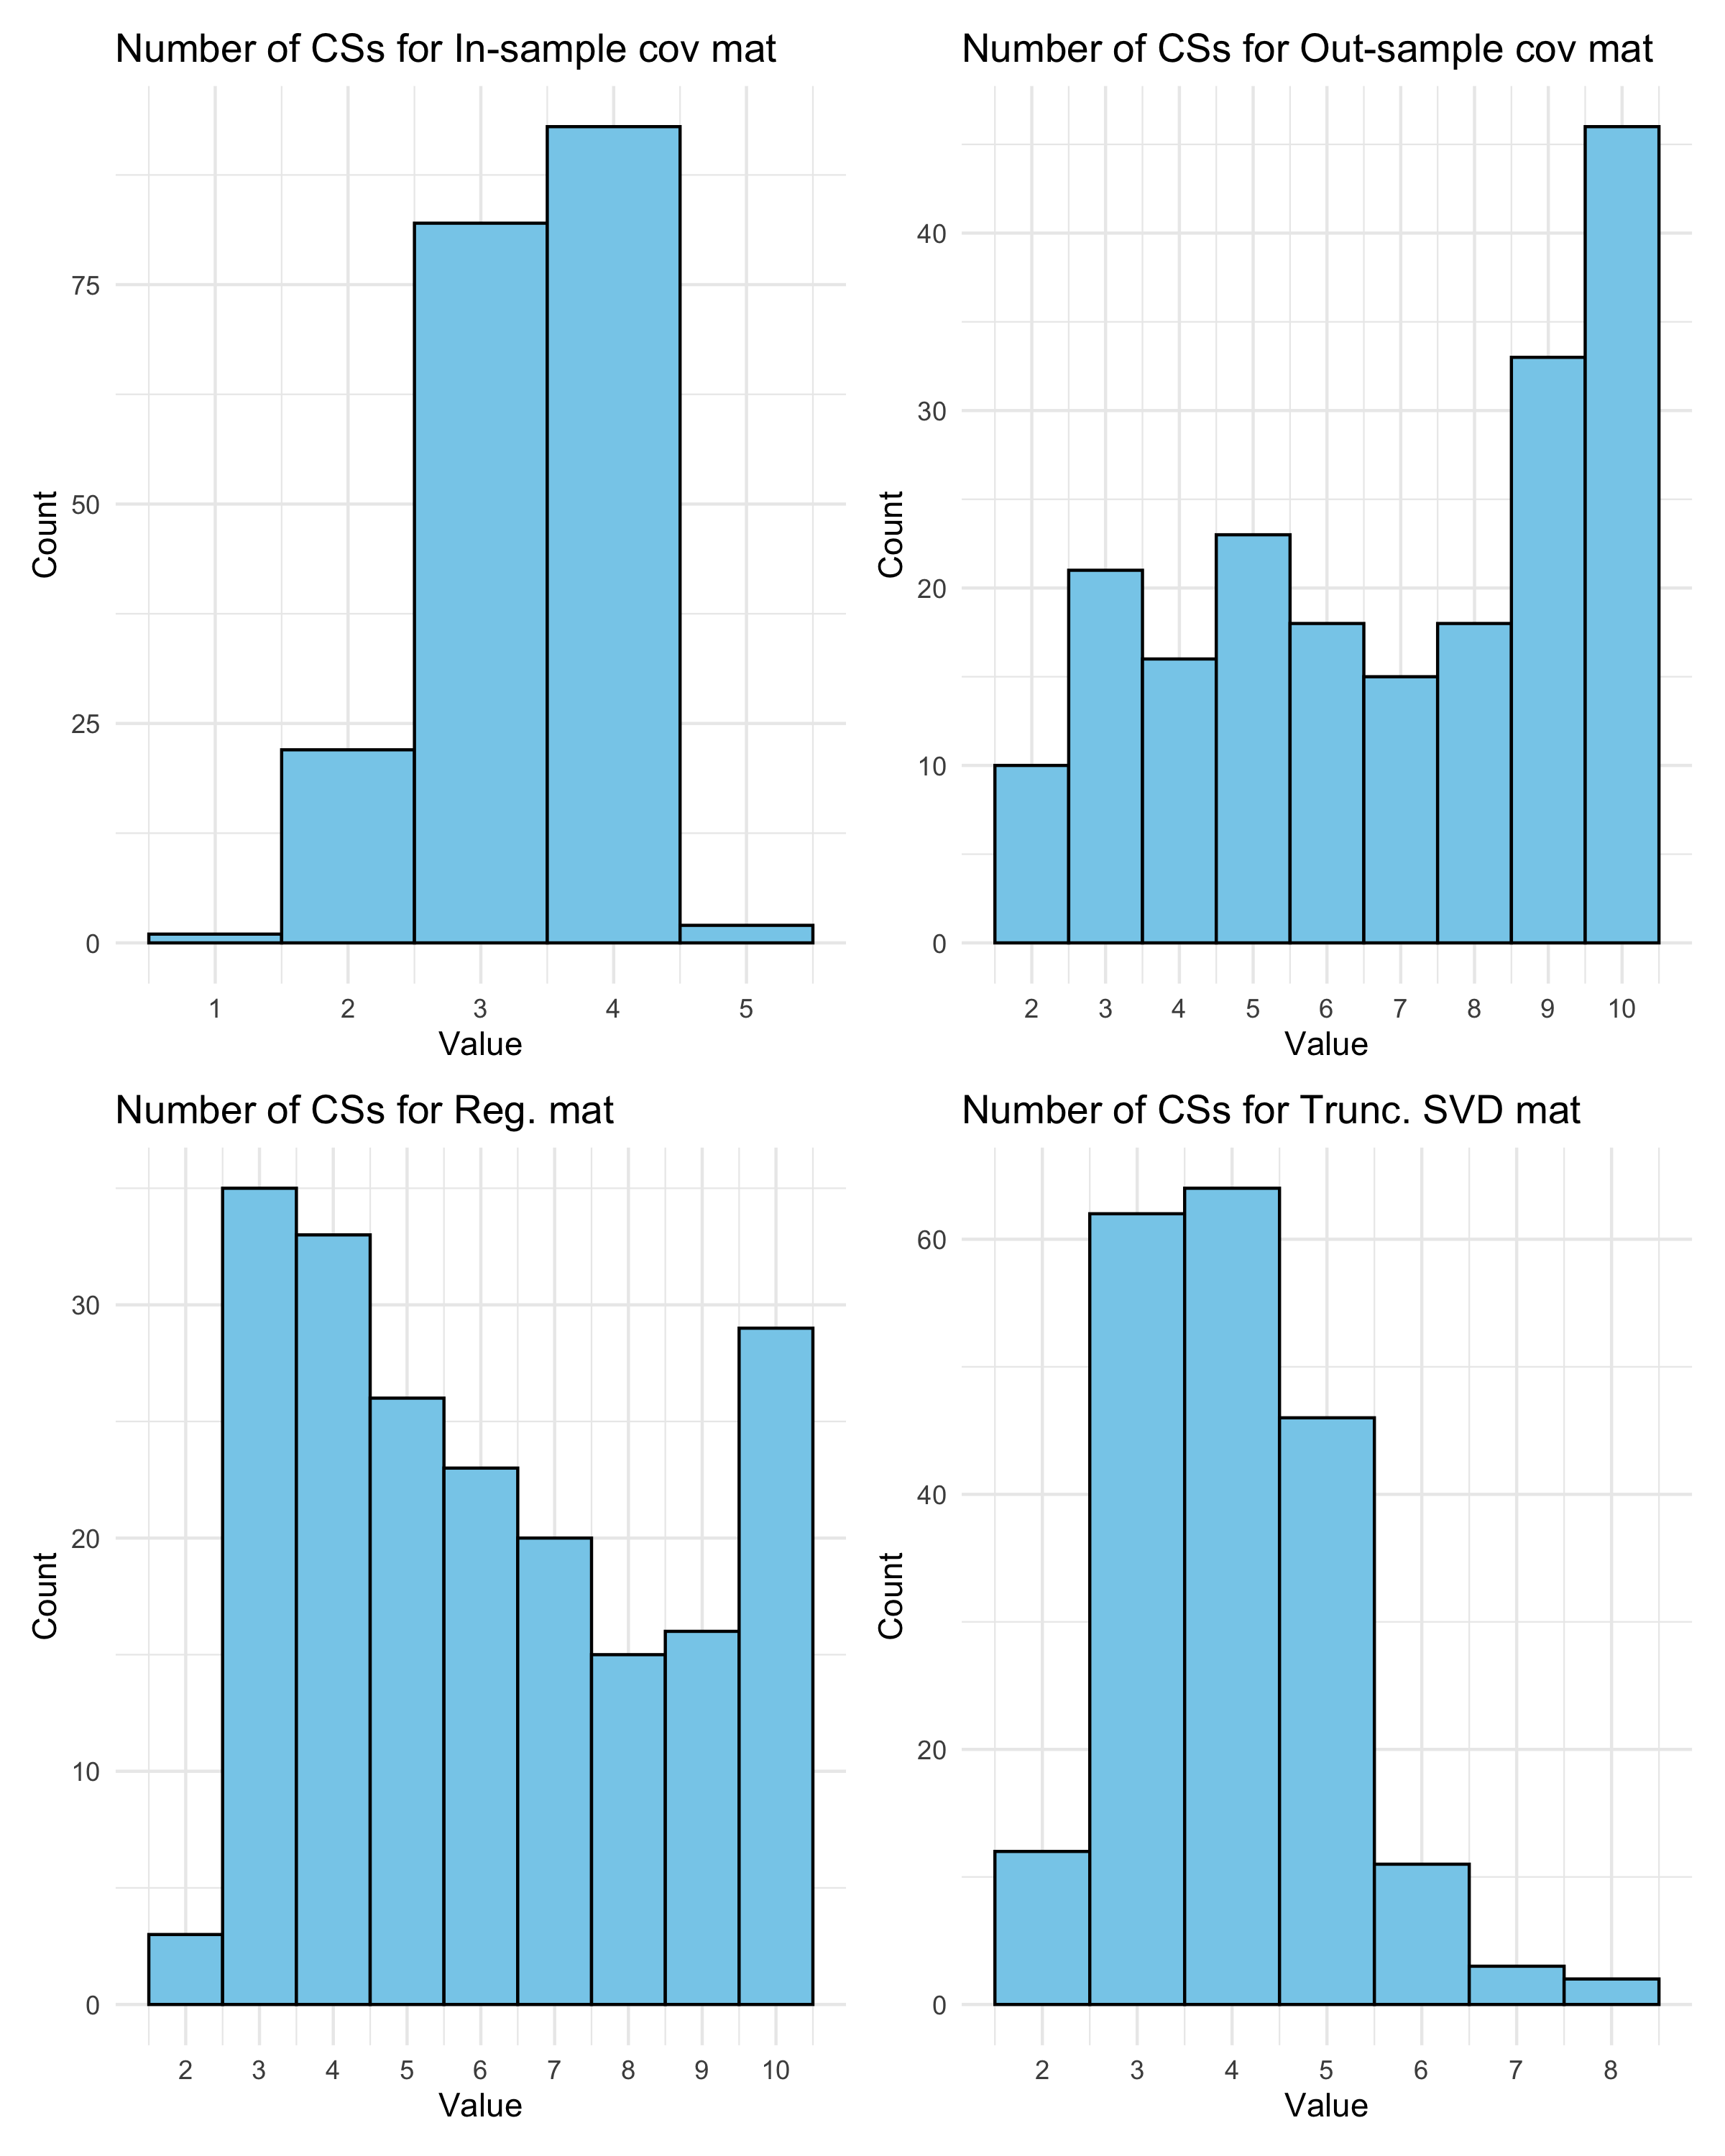 Number of CSs for In-sample cov mat
Count
75
50
25
0
1 2 3 4 5
Value
Number of CSs for Out-sample cov mat
Count
40
30
20
10
0
2 3 4 5 6 7 8 9 10
Value
Number of CSs for Reg. mat
Count
30
20
10
0
2 3 4 5 6 7 8 9 10
Value
Number of CSs for Trunc. SVD mat
Count
60
40
20
0
2 3 4 5 6 7 8
Value